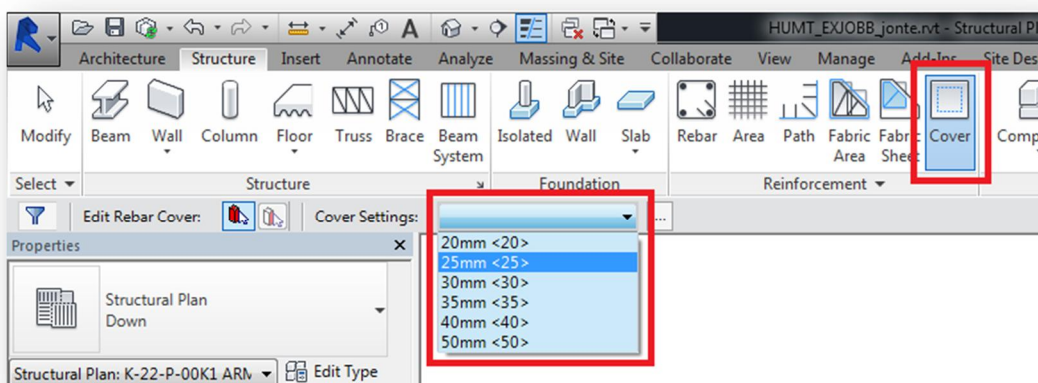 HUMT_EXJOBB_jonte.rvt - Structural Pl
Architecture Structure Insert Annotate Analyze Massing & Site Collaborate View Manage Add-Ins Site Des
Modify Beam Wall Column Floor Truss Brace Beam System Isolated Wall Slab Rebar Area Path Fabric Area Fabric Sheet Cover Comp
Select Structure Foundation Reinforcement
Edit Rebar Cover: Cover Settings: ...
Properties
20mm <20>
25mm <25>
30mm <30>
35mm <35>
40mm <40>
50mm <50>
Structural Plan
Down
Structural Plan: K-22-P-00K1 ARM Edit Type